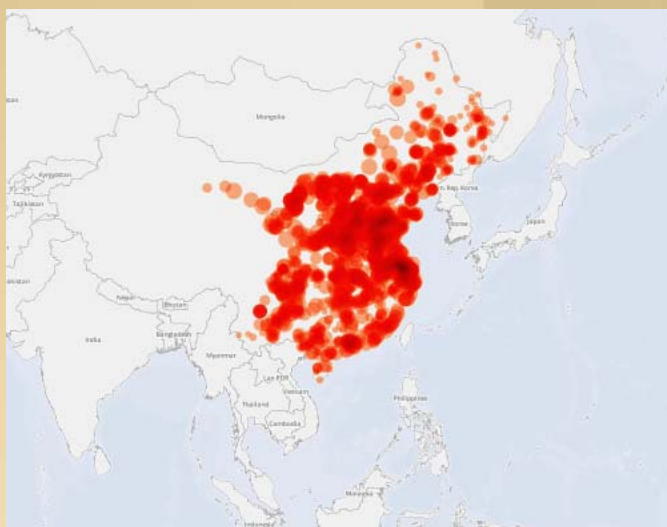 Mongolia
Kyrgyzstan
Tajikistan
m. Rep. Korea
Korea
Japan
Nepal
Bhutan
Bangladesh
India
Myanmar
Lao PDR
Thailand
Vietnam
Cambodia
Philippines
Malaysia
Indonesia